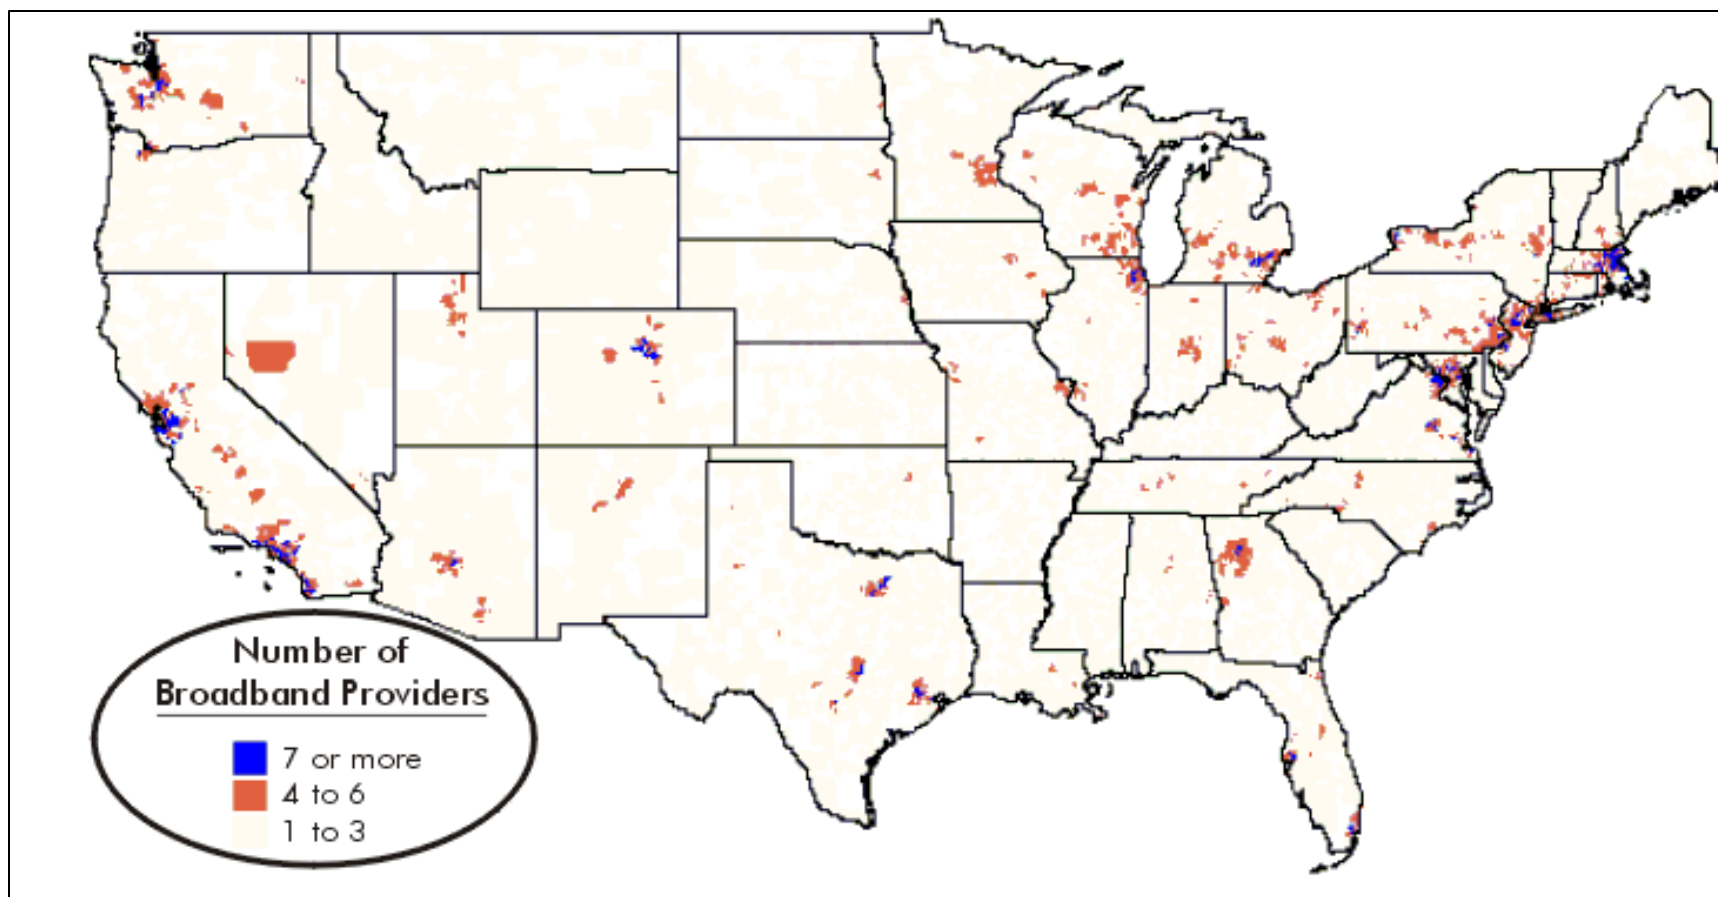 Number of
Broadband Providers
7 or more
4 to 6
1 to 3